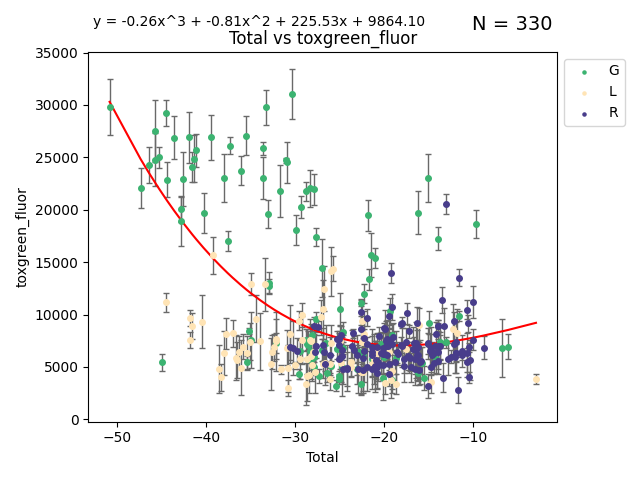 y = -0.26x^3 + -0.81x^2 + 225.53x + 9864.10
N = 330
Total vs toxgreen_fluor
35000
30000
25000
20000
15000
10000
5000
0
toxgreen_fluor
−50
−40
−30
−20
−10
Total
G
L
R